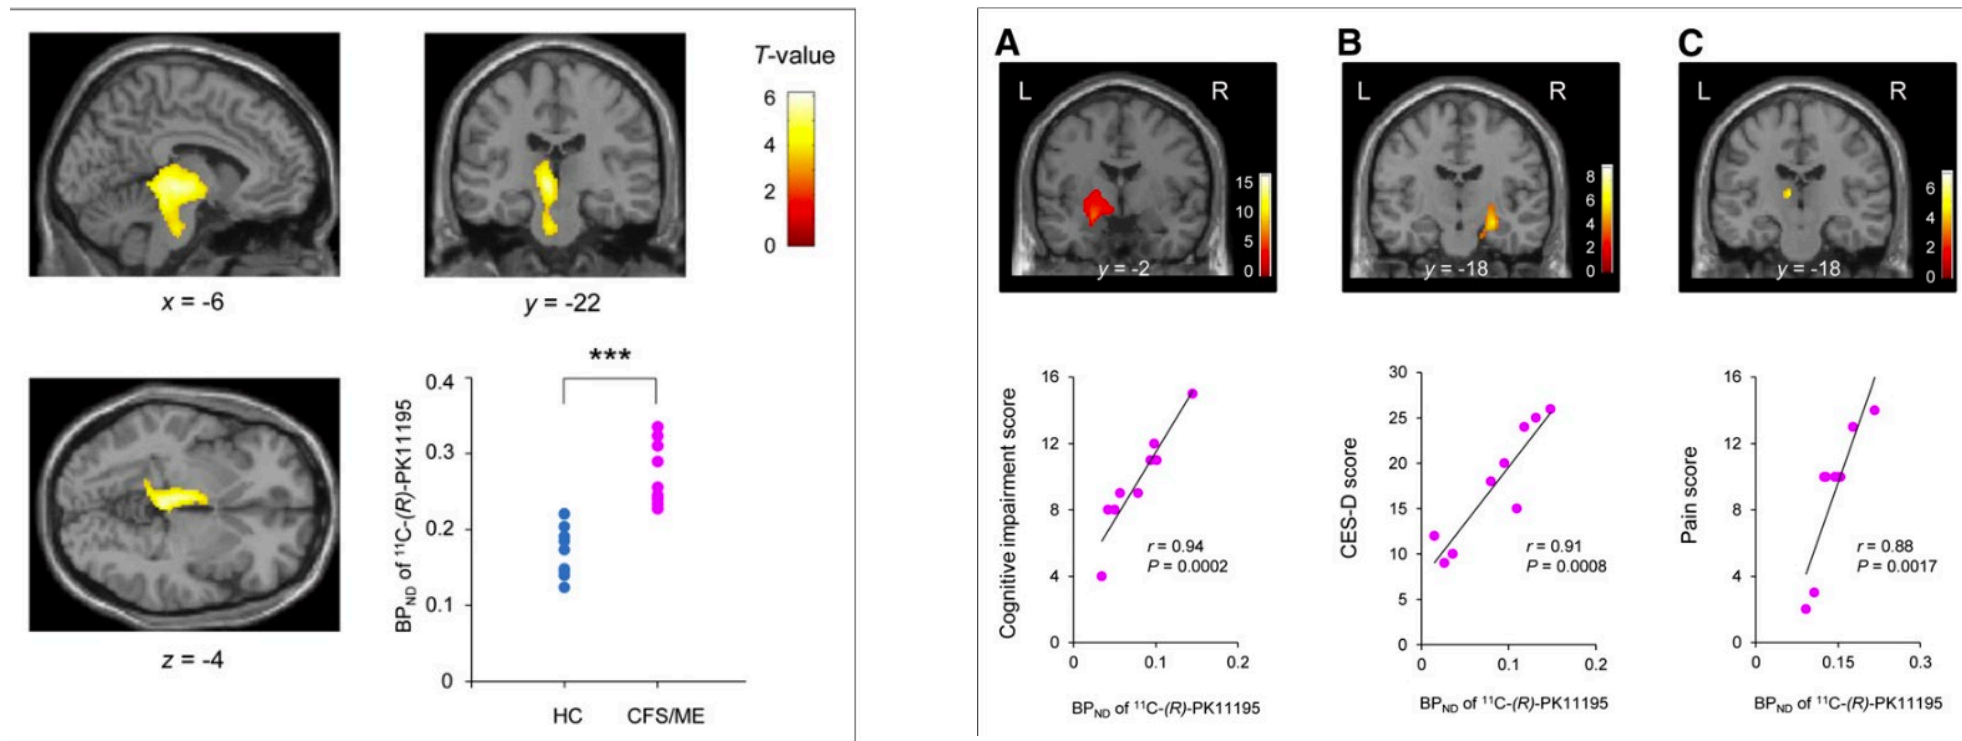 T-value
6
4
2
0
x = -6
y = -22
z = -4
BP_ND of ¹¹C-(R)-PK11195
0.4
0.3
0.2
0.1
0
***
HC
CFS/ME
A
L
R
15
10
5
0
y = -2
Cognitive impairment score
16
12
8
4
0
r = 0.94
P = 0.0002
0
0.1
0.2
BP_ND of ¹¹C-(R)-PK11195
B
L
R
8
6
4
2
0
y = -18
CES-D score
30
25
20
15
10
5
0
r = 0.91
P = 0.0008
0
0.1
0.2
BP_ND of ¹¹C-(R)-PK11195
C
L
R
6
4
2
0
y = -18
Pain score
16
12
8
4
0
r = 0.88
P = 0.0017
0
0.15
0.3
BP_ND of ¹¹C-(R)-PK11195